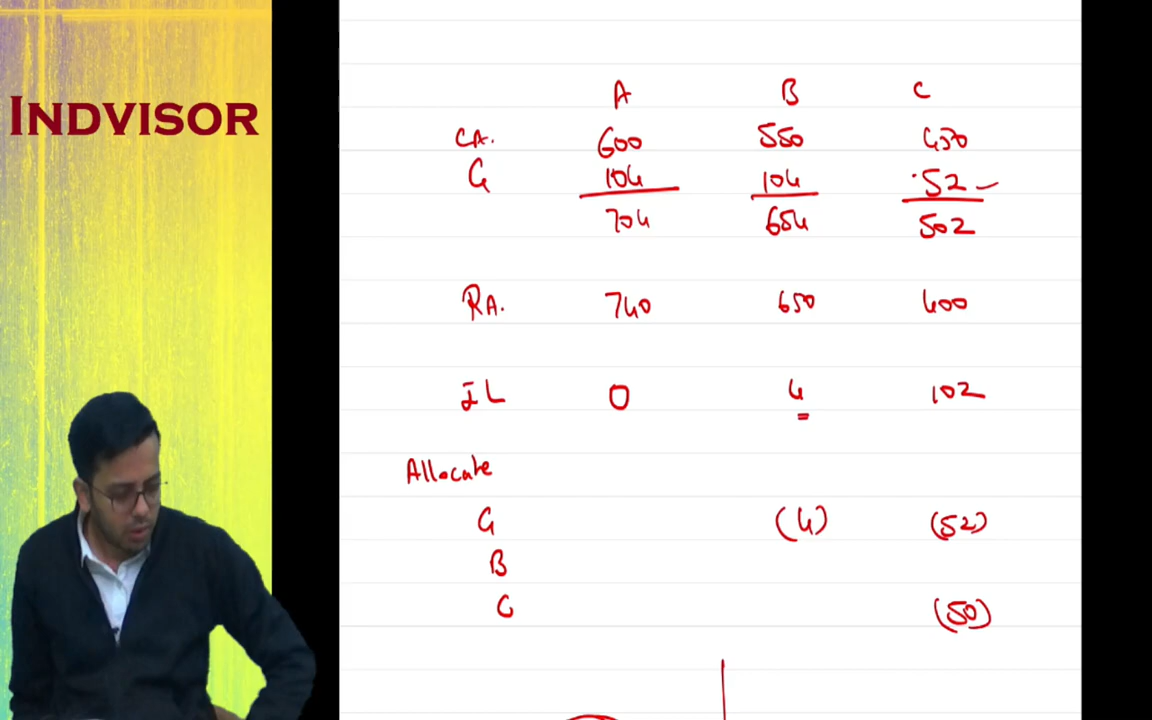 INDVISOR
A B C
CA. 600 550 450
G 104 104 52
704 654 502
RA. 740 650 400
IL 0 4 102
Allocate
G (4) (52)
B
C (50)